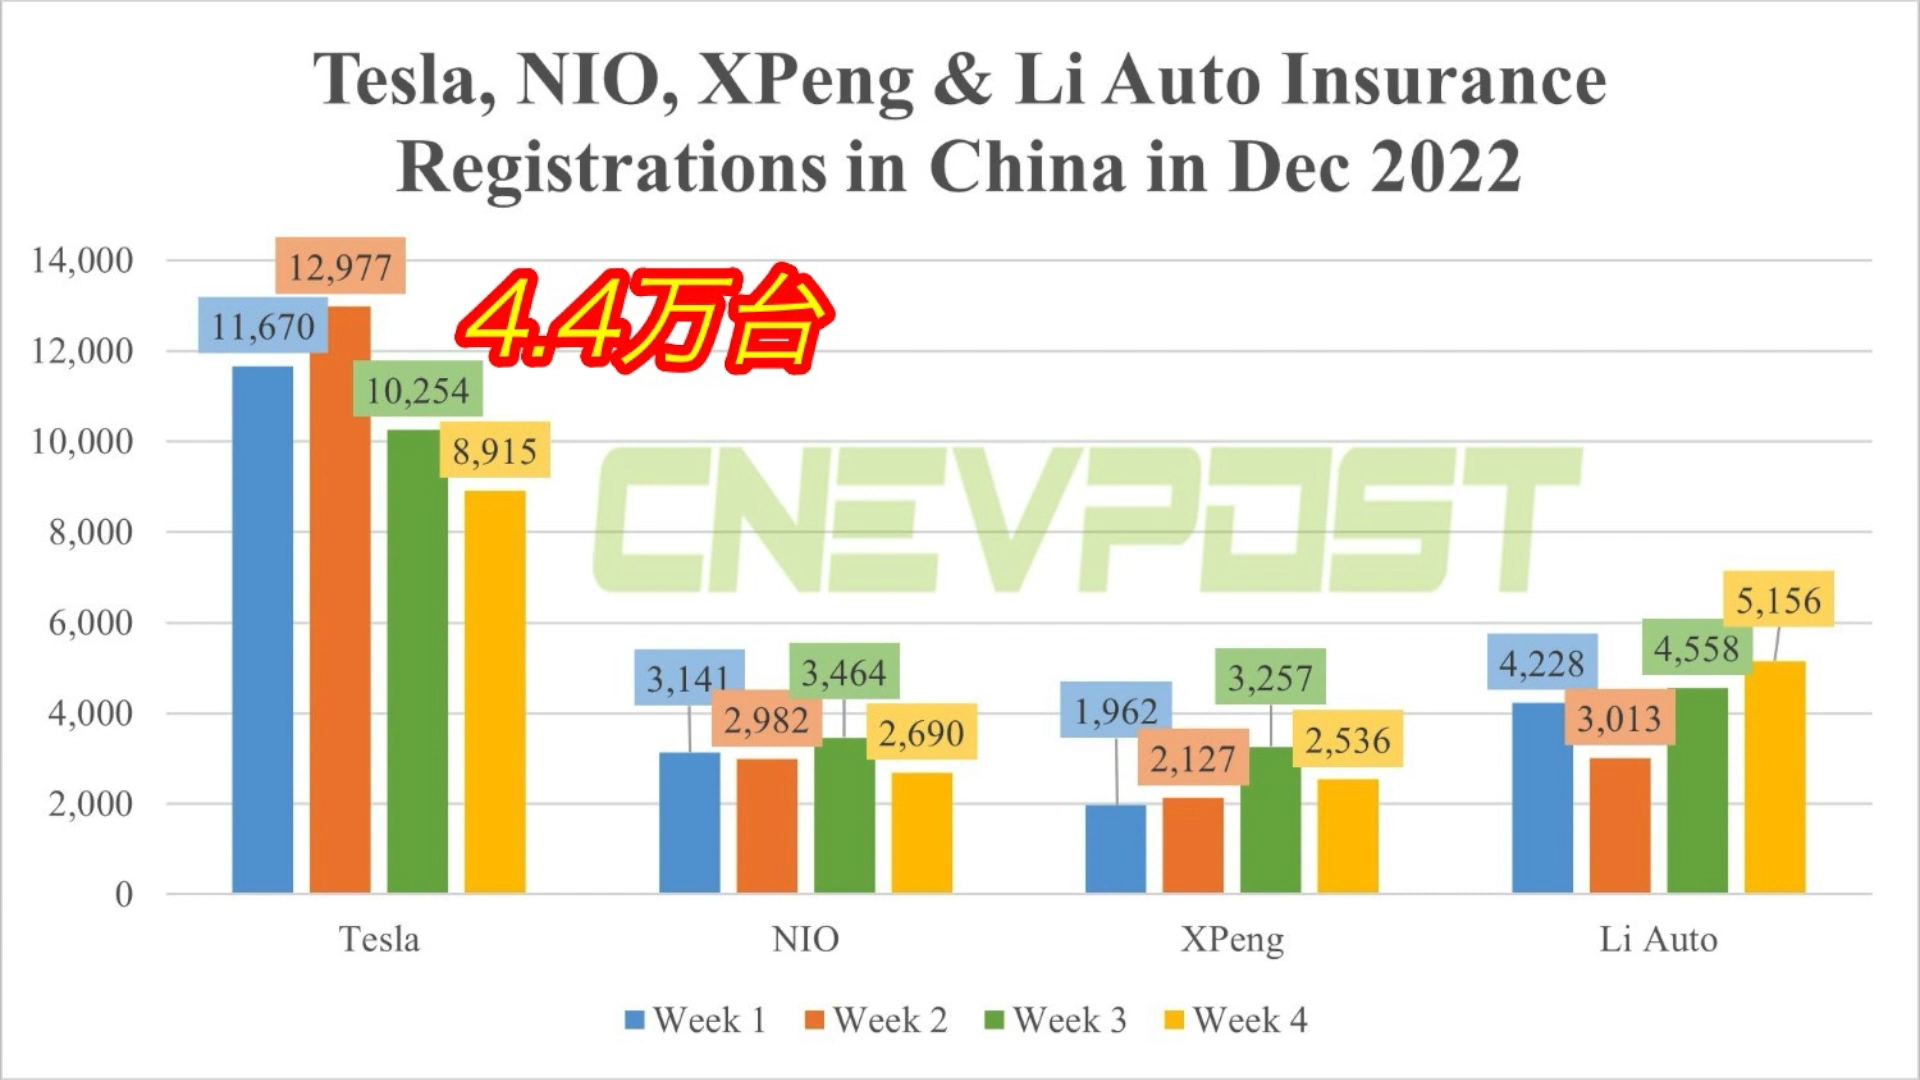 Tesla, NIO, XPeng & Li Auto Insurance
Registrations in China in Dec 2022
14,000
12,000
10,000
8,000
6,000
4,000
2,000
0
11,670
12,977
10,254
8,915
4.4万台
CNEVPOST
3,141
2,982
3,464
2,690
1,962
2,127
3,257
2,536
4,228
3,013
4,558
5,156
Tesla
NIO
XPeng
Li Auto
Week 1
Week 2
Week 3
Week 4